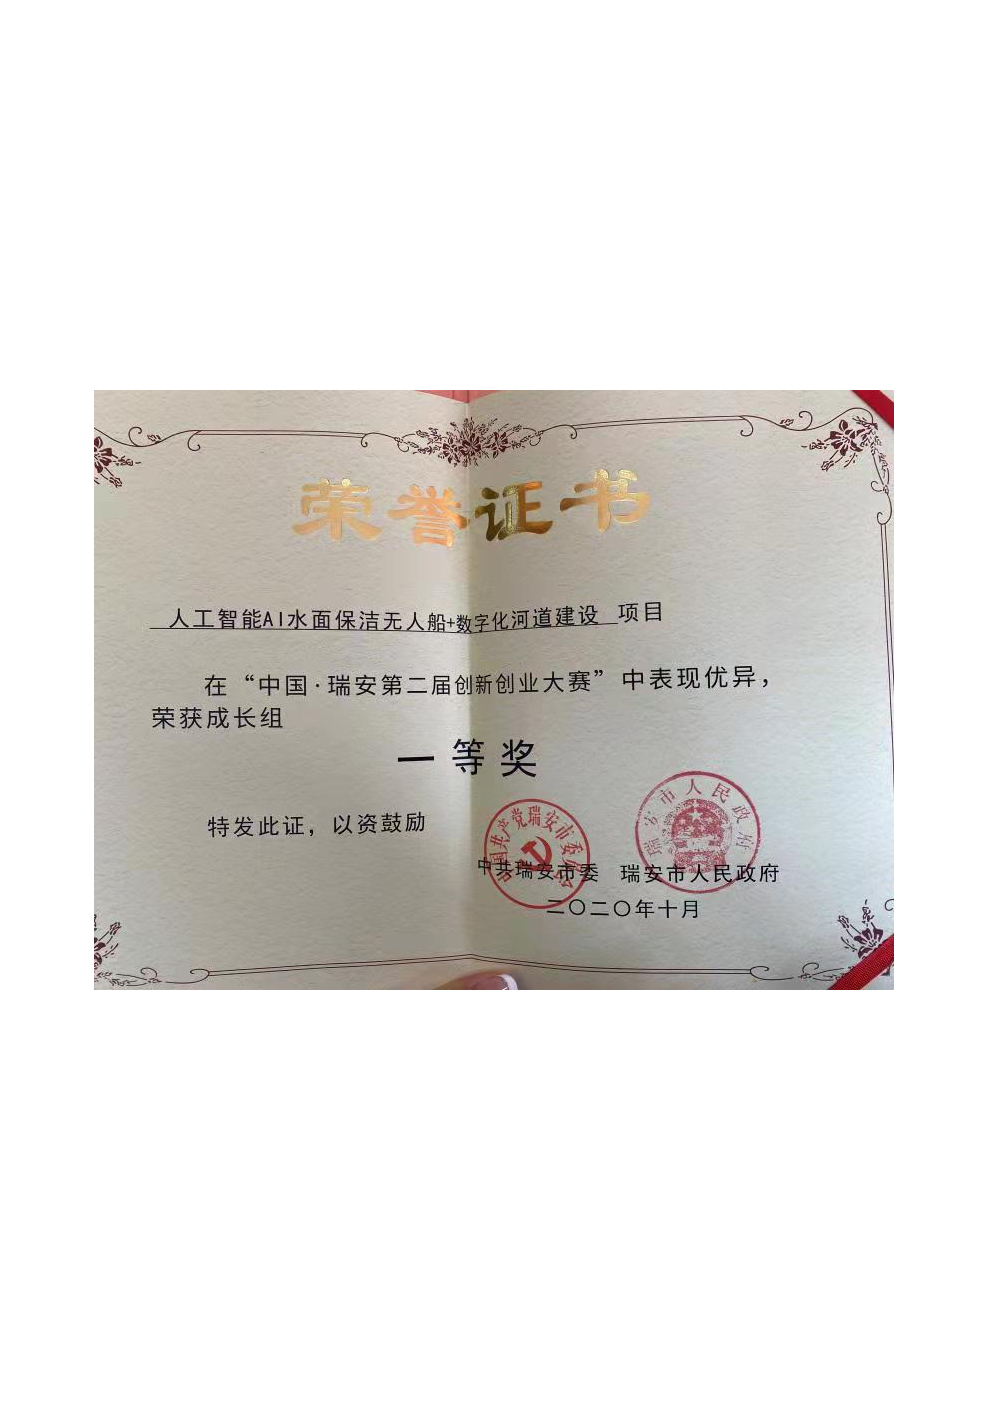 荣誉证书
人工智能AI水面保洁无人船+数字化河道建设 项目
在“中国·瑞安第二届创新创业大赛”中表现优异，
荣获成长组
一等奖
特发此证，以资鼓励
中国共产党瑞安市委员会
瑞安市人民政府
中共瑞安市委 瑞安市人民政府
二〇二〇年十月